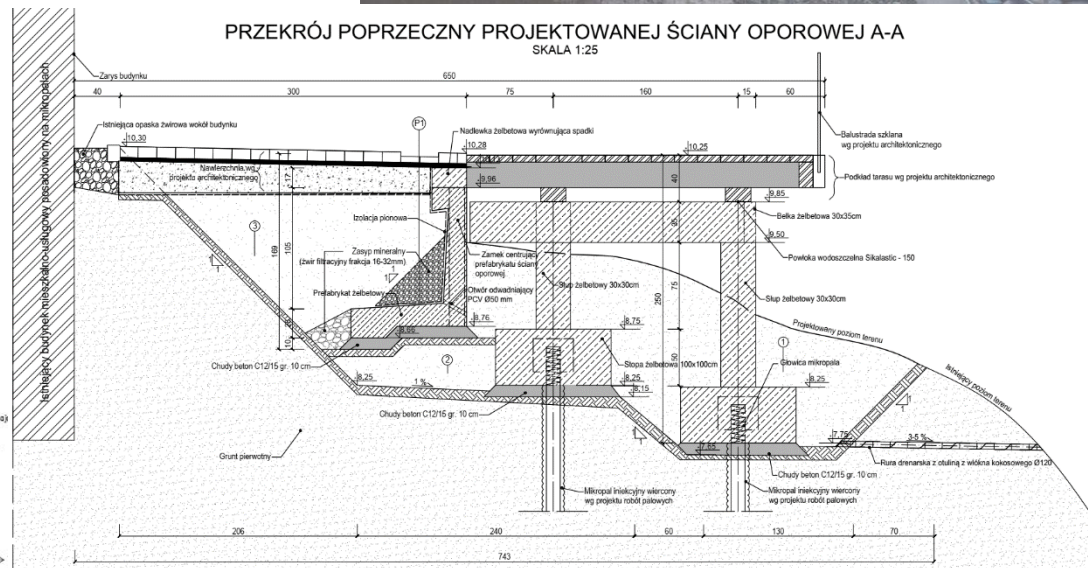 PRZEKRÓJ POPRZECZNY PROJEKTOWANEJ ŚCIANY OPOROWEJ A-A
SKALA 1:25
Zarys budynku
650
40
300
75
160
15
60
Istniejąca opaska żwirowa wokół budynku
P1
Nadlewka żelbetowa wyrównująca spadki
Balustrada szklana
wg projektu architektonicznego
10,30
10,28
10,25
Nawierzchnia wg
projektu architektonicznego
17
9,96
40
Podkład tarasu wg projektu architektonicznego
9,85
Izolacja pionowa
Belka żelbetowa 30x35cm
3
169
105
9,50
Zasyp mineralny
(żwir filtracyjny frakcja 16-32mm)
Zamek centrujący
prefabrykatu ściany
oporowej.
Powłoka wodoszczelna Sikalastic - 150
1
1
Prefabrykat żelbetowy
Otwór odwadniający
PCV Ø50 mm
Słup żelbetowy 30x30cm
250
75
Słup żelbetowy 30x30cm
8,76
8,75
Projektowany poziom terenu
10
2
Stopa żelbetowa 100x100cm
50
1
Głowica mikropala
Chudy beton C12/15 gr. 10 cm
8,25
1 %
8,25
8,15
8,25
Istniejący poziom terenu
Chudy beton C12/15 gr. 10 cm
7,75
3-5 %
Grunt pierwotny
7,65
Rura drenarska z otuliną z włókna kokosowego Ø120
Chudy beton C12/15 gr. 10 cm
Mikropal iniekcyjny wiercony
wg projektu robót palowych
Mikropal iniekcyjny wiercony
wg projektu robót palowych
206
240
60
130
70
743
Istniejący budynek mieszkalno-usługowy posadowiony na mikropalach